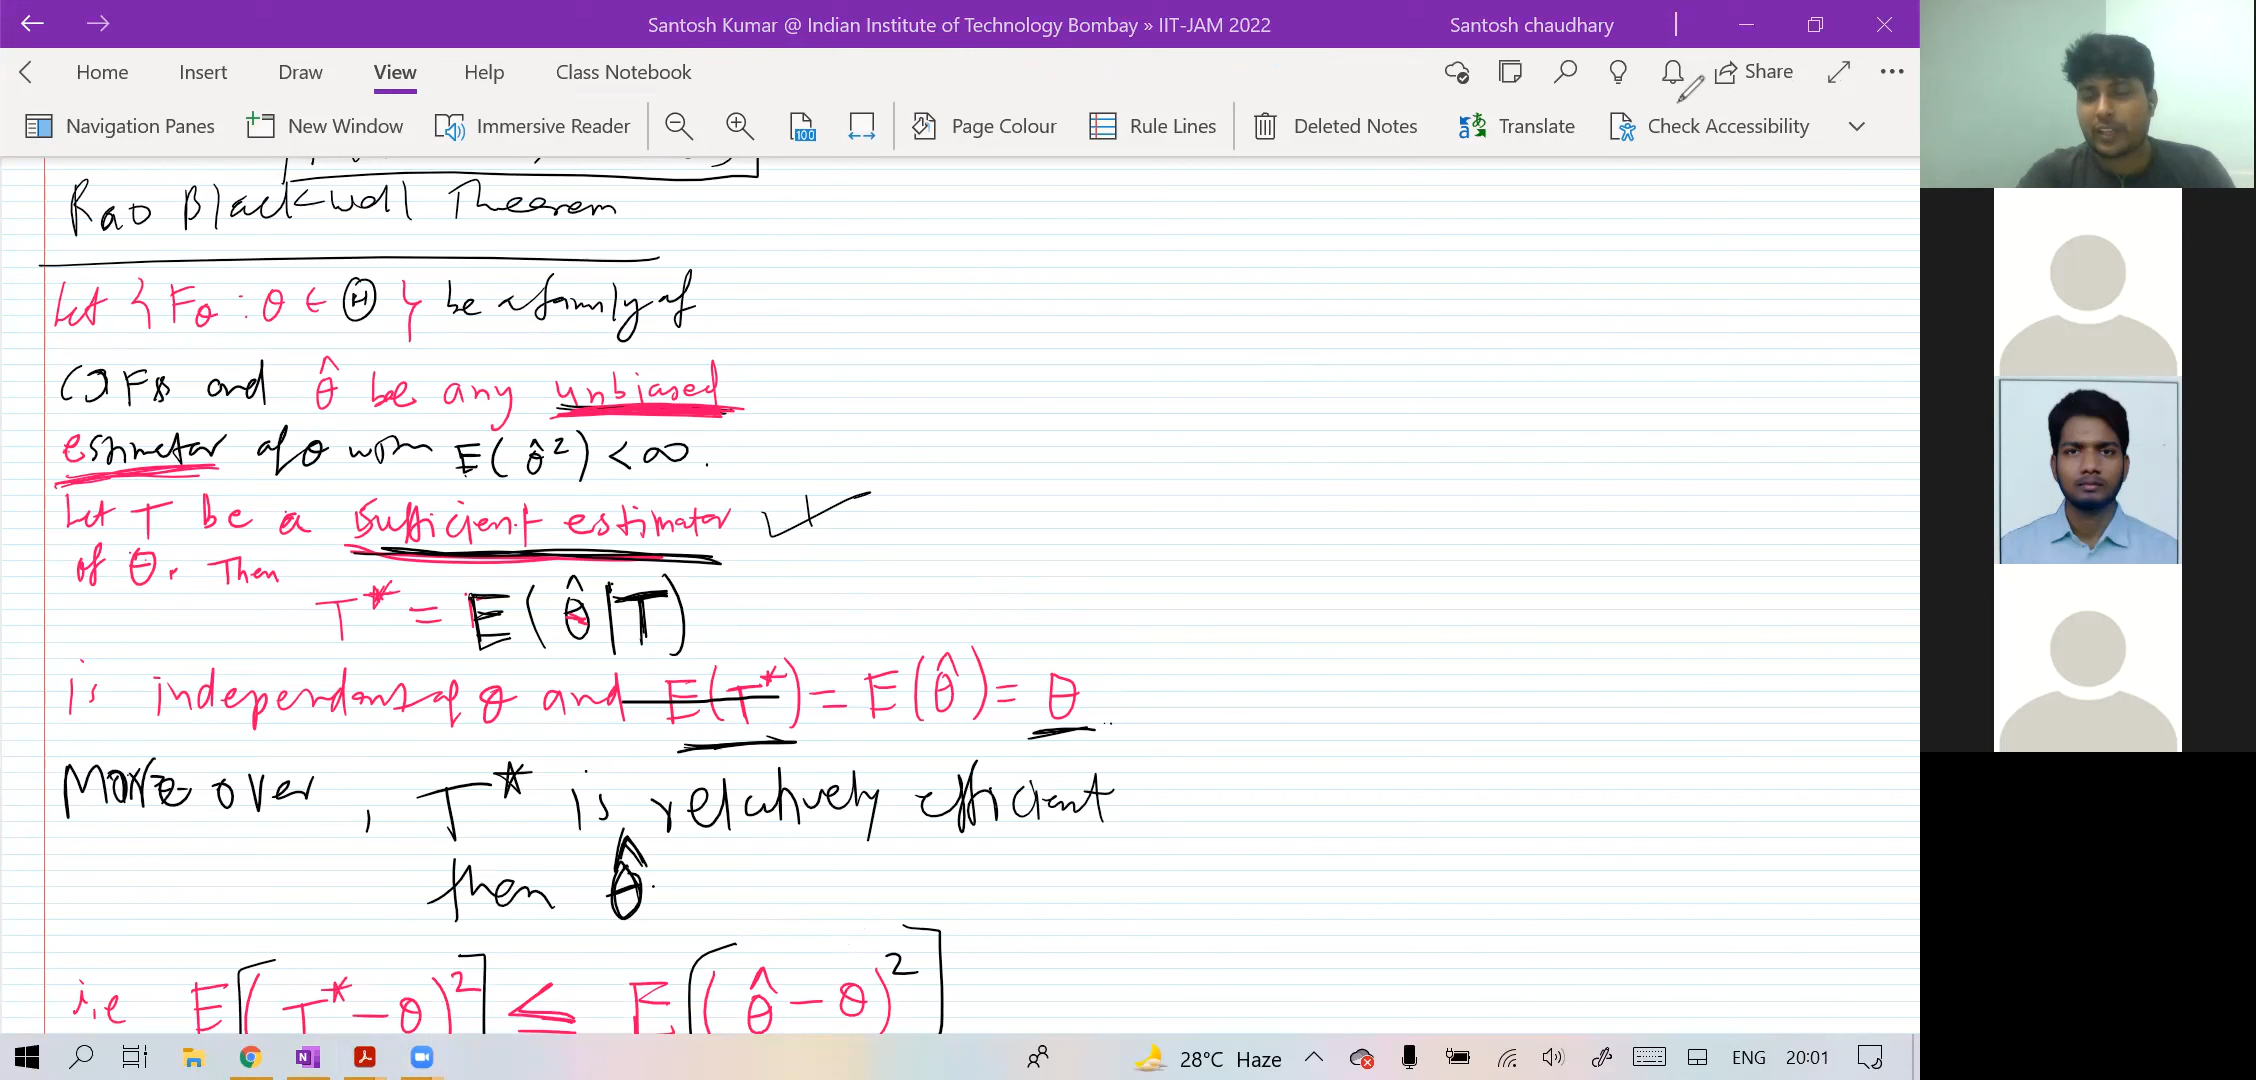 Santosh Kumar @ Indian Institute of Technology Bombay » IIT-JAM 2022
Santosh chaudhary
Home Insert Draw View Help Class Notebook
Share
Navigation Panes New Window Immersive Reader 100 Page Colour Rule Lines Deleted Notes Translate Check Accessibility
Rao Blackwell Theorem
Let { Fθ : θ ∈ Ⓗ } be a family of
CDFs and θ̂ be any unbiased
estimator of θ with E(θ̂²) < ∞.
Let T be a sufficient estimator
of θ. Then
T* = E(θ̂|T)
is independent of θ and E(T*) = E(θ̂) = θ
Moreover, T* is relatively efficient
then θ̂.
i.e E[(T* - θ)²] ≤ E[(θ̂ - θ)²]
28°C Haze
ENG 20:01